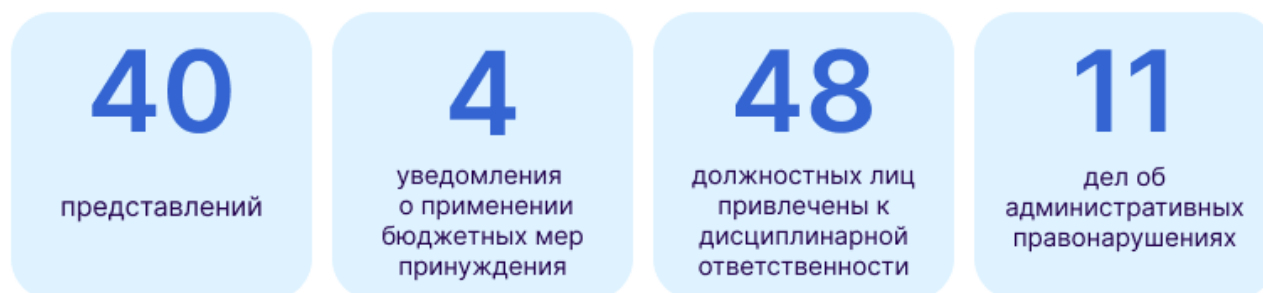 40
представлений
4
уведомления
о применении
бюджетных мер
принуждения
48
должностных лиц
привлечены к
дисциплинарной
ответственности
11
дел об
административных
правонарушениях